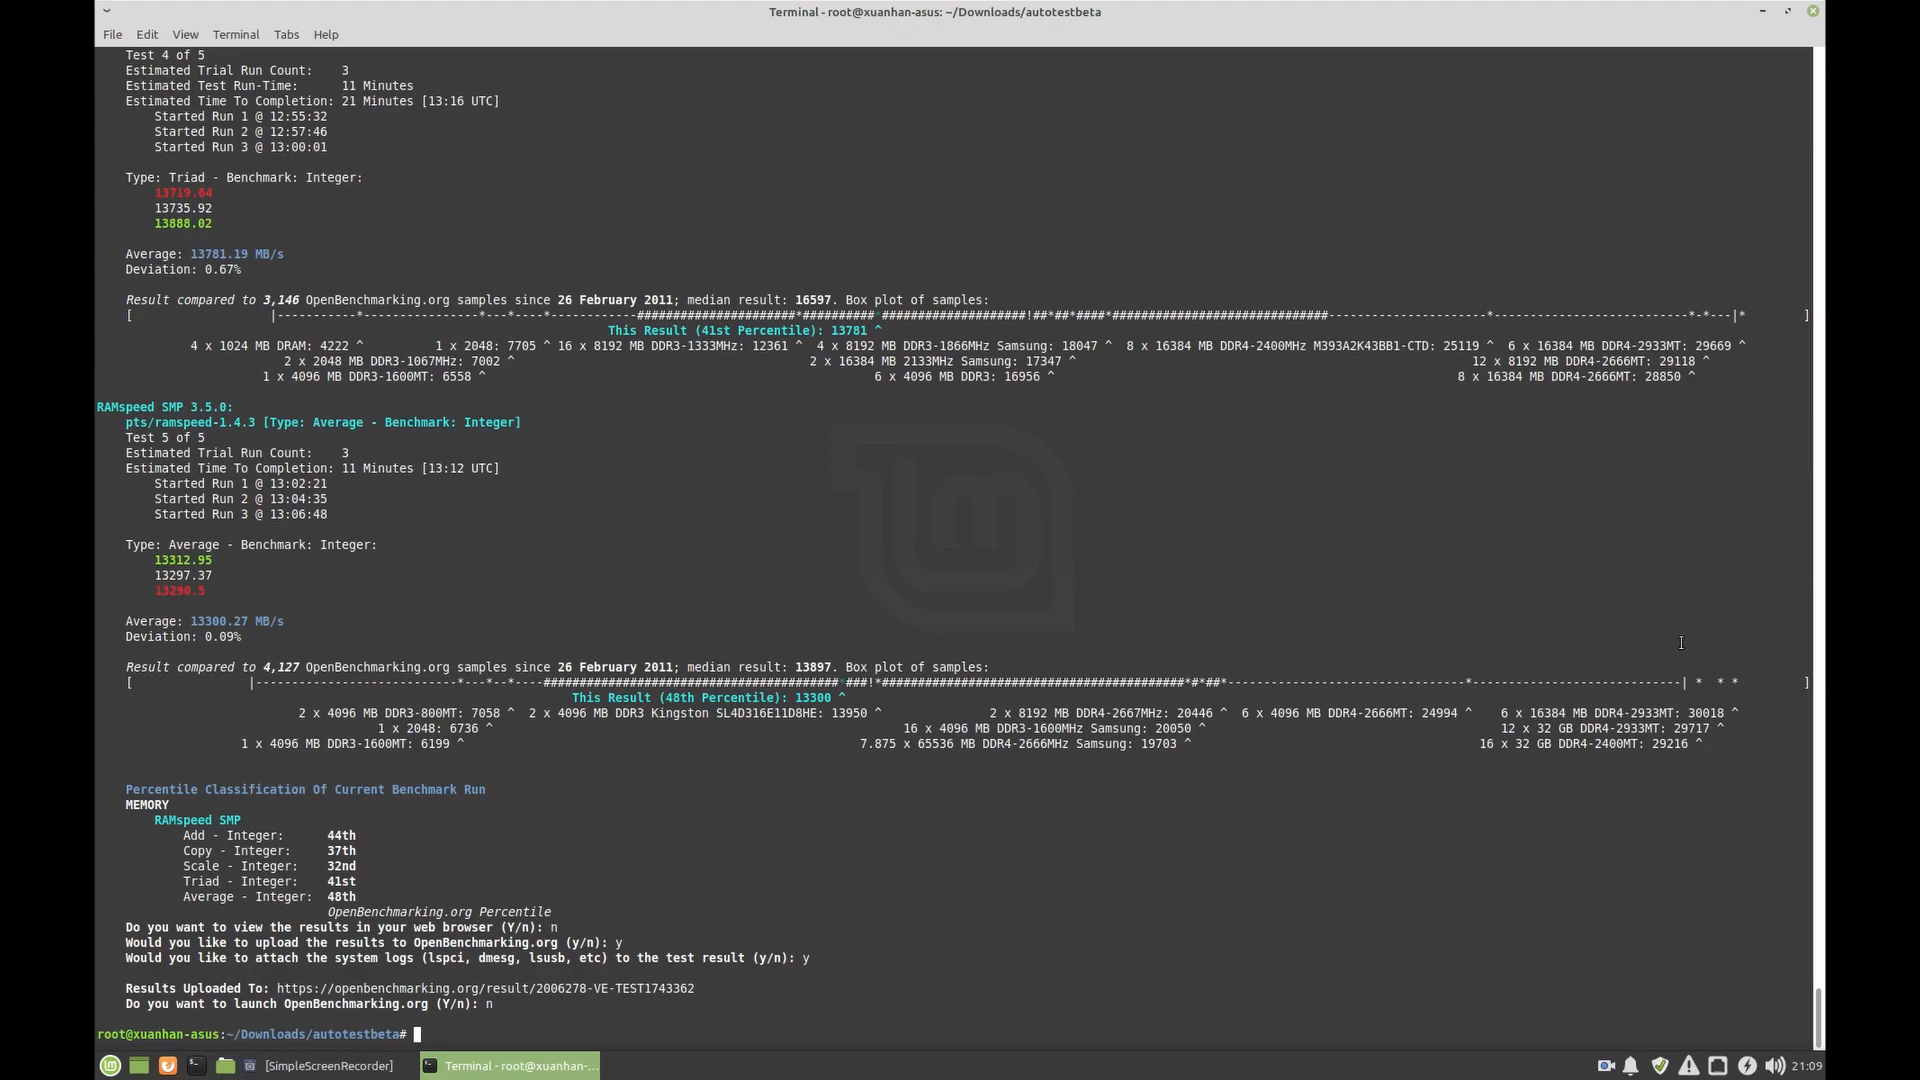 Terminal - root@xuanhan-asus: ~/Downloads/autotestbeta
File Edit View Terminal Tabs Help
Test 4 of 5
Estimated Trial Run Count: 3
Estimated Test Run-Time: 11 Minutes
Estimated Time To Completion: 21 Minutes [13:16 UTC]
Started Run 1 @ 12:55:32
Started Run 2 @ 12:57:46
Started Run 3 @ 13:00:01
Type: Triad - Benchmark: Integer:
13719.64
13735.92
13888.02
Average: 13781.19 MB/s
Deviation: 0.67%
Result compared to 3,146 OpenBenchmarking.org samples since 26 February 2011; median result: 16597. Box plot of samples:
[ |-----------*----------------*---*----*------------######################*##########*####################!##*##*####*##############################----------------------*---------------------------*-*---|* ]
This Result (41st Percentile): 13781 ^
4 x 1024 MB DRAM: 4222 ^ 1 x 2048: 7705 ^ 16 x 8192 MB DDR3-1333MHz: 12361 ^ 4 x 8192 MB DDR3-1866MHz Samsung: 18047 ^ 8 x 16384 MB DDR4-2400MHz M393A2K43BB1-CTD: 25119 ^ 6 x 16384 MB DDR4-2933MT: 29669 ^
2 x 2048 MB DDR3-1067MHz: 7002 ^ 2 x 16384 MB 2133MHz Samsung: 17347 ^ 12 x 8192 MB DDR4-2666MT: 29118 ^
1 x 4096 MB DDR3-1600MT: 6558 ^ 6 x 4096 MB DDR3: 16956 ^ 8 x 16384 MB DDR4-2666MT: 28850 ^
RAMspeed SMP 3.5.0:
pts/ramspeed-1.4.3 [Type: Average - Benchmark: Integer]
Test 5 of 5
Estimated Trial Run Count: 3
Estimated Time To Completion: 11 Minutes [13:12 UTC]
Started Run 1 @ 13:02:21
Started Run 2 @ 13:04:35
Started Run 3 @ 13:06:48
Type: Average - Benchmark: Integer:
13312.95
13297.37
13290.5
Average: 13300.27 MB/s
Deviation: 0.09%
Result compared to 4,127 OpenBenchmarking.org samples since 26 February 2011; median result: 13897. Box plot of samples:
[ |----------------------------*---*--*----#########################################*###!*##########################################*#*##*---------------------------------*-----------------------------| * * * ]
This Result (48th Percentile): 13300 ^
2 x 4096 MB DDR3-800MT: 7058 ^ 2 x 4096 MB DDR3 Kingston SL4D316E11D8HE: 13950 ^ 2 x 8192 MB DDR4-2667MHz: 20446 ^ 6 x 4096 MB DDR4-2666MT: 24994 ^ 6 x 16384 MB DDR4-2933MT: 30018 ^
1 x 2048: 6736 ^ 16 x 4096 MB DDR3-1600MHz Samsung: 20050 ^ 12 x 32 GB DDR4-2933MT: 29717 ^
1 x 4096 MB DDR3-1600MT: 6199 ^ 7.875 x 65536 MB DDR4-2666MHz Samsung: 19703 ^ 16 x 32 GB DDR4-2400MT: 29216 ^
Percentile Classification Of Current Benchmark Run
MEMORY
RAMspeed SMP
Add - Integer: 44th
Copy - Integer: 37th
Scale - Integer: 32nd
Triad - Integer: 41st
Average - Integer: 48th
OpenBenchmarking.org Percentile
Do you want to view the results in your web browser (Y/n): n
Would you like to upload the results to OpenBenchmarking.org (y/n): y
Would you like to attach the system logs (lspci, dmesg, lsusb, etc) to the test result (y/n): y
Results Uploaded To: https://openbenchmarking.org/result/2006278-VE-TEST1743362
Do you want to launch OpenBenchmarking.org (Y/n): n
root@xuanhan-asus:~/Downloads/autotestbeta#
[SimpleScreenRecorder] Terminal - root@xuanhan-... 21:09